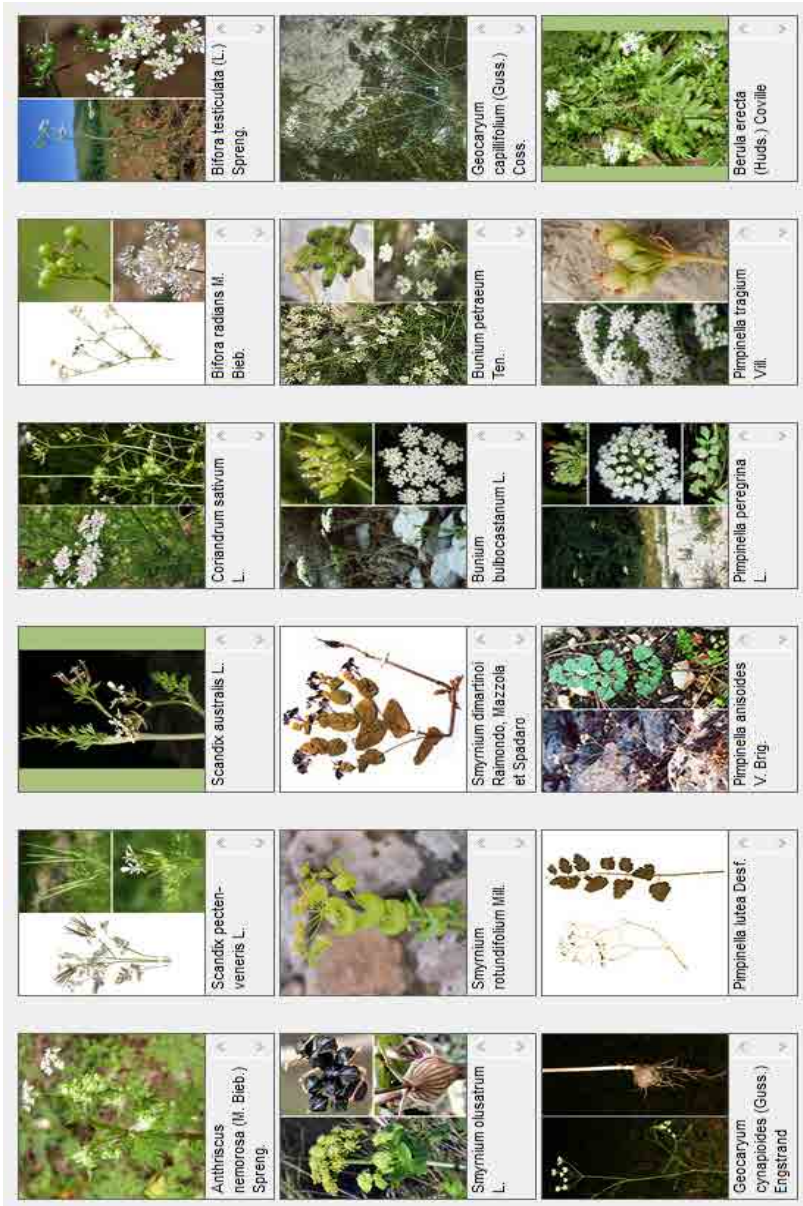 Anthriscus
nemorosa (M. Bieb.)
Spreng.
Scandix pecten-
veneris L.
Scandix australis L.
Coriandrum sativum
L.
Bifora radians M.
Bieb.
Bifora testiculata (L.)
Spreng.
Smyrnium olusatrum
L.
Smyrnium
rotundifolium Mill.
Smyrnium dimartinoi
Raimondo, Mazzola
et Spadaro
Bunium
bulbocastanum L.
Bunium petraeum
Ten.
Geocaryum
capillifolium (Guss.)
Coss.
Geocaryum
cynapioides (Guss.)
Engstrand
Pimpinella lutea Desf.
Pimpinella anisoides
V. Brig.
Pimpinella peregrina
L.
Pimpinella tragium
Vill.
Berula erecta
(Huds.) Coville